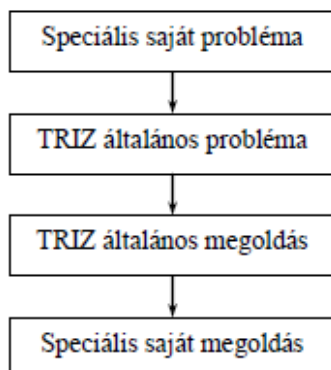 Speciális saját probléma
TRIZ általános probléma
TRIZ általános megoldás
Speciális saját megoldás